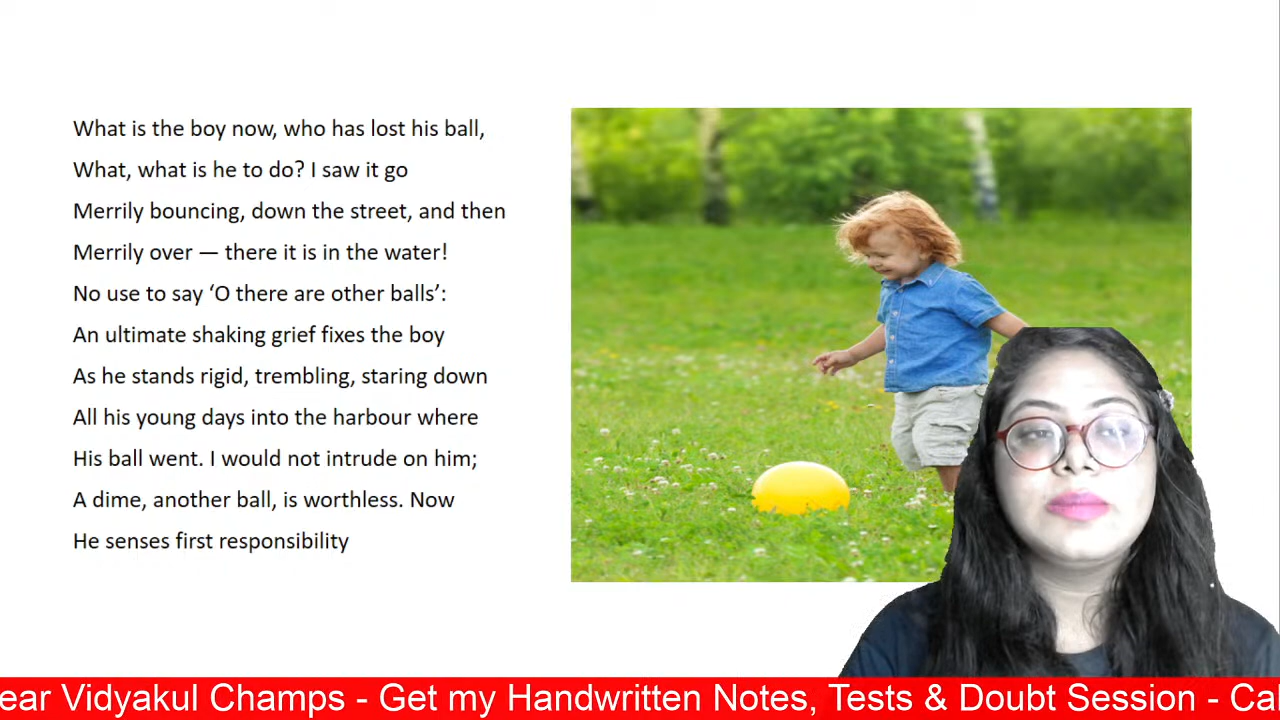 What is the boy now, who has lost his ball,
What, what is he to do? I saw it go
Merrily bouncing, down the street, and then
Merrily over — there it is in the water!
No use to say ‘O there are other balls’:
An ultimate shaking grief fixes the boy
As he stands rigid, trembling, staring down
All his young days into the harbour where
His ball went. I would not intrude on him;
A dime, another ball, is worthless. Now
He senses first responsibility
ear Vidyakul Champs - Get my Handwritten Notes, Tests & Doubt Session - Ca